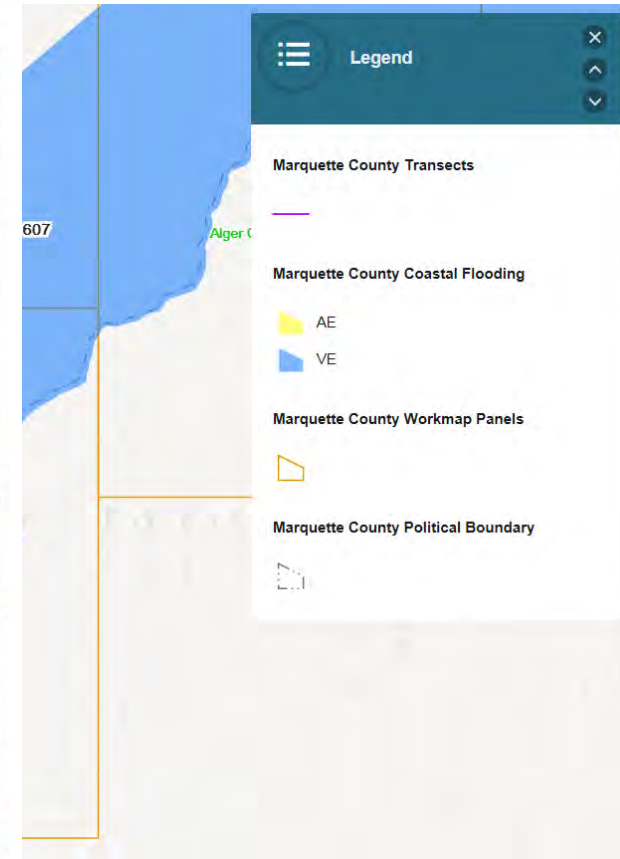 Legend
Marquette County Transects
607
Alger
Marquette County Coastal Flooding
AE
VE
Marquette County Workmap Panels
Marquette County Political Boundary